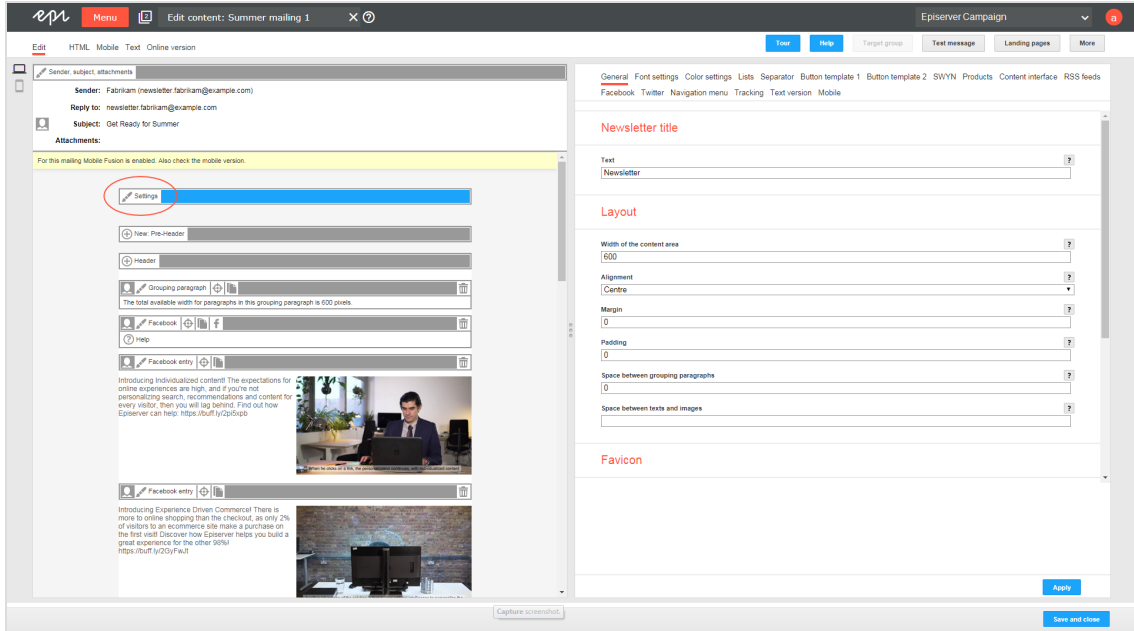 epi Menu 2 Edit content: Summer mailing 1 Episerver Campaign a
Edit HTML Mobile Text Online version Tour Help Target group Test message Landing pages More
Sender, subject, attachments
Sender: Fabrikam (newsletter.fabrikam@example.com)
Reply to: newsletter.fabrikam@example.com
Subject: Get Ready for Summer
Attachments:
For this mailing Mobile Fusion is enabled. Also check the mobile version.
Settings
New: Pre-Header
Header
Grouping paragraph
The total available width for paragraphs in this grouping paragraph is 600 pixels.
Facebook
Help
Facebook entry
Introducing Individualized content! The expectations for
online experiences are high, and if you're not
personalizing search, recommendations and content for
every visitor, then you will lag behind. Find out how
Episerver can help: https://buff.ly/2pi5xpb
Facebook entry
Introducing Experience Driven Commerce! There is
more to online shopping than the checkout, as only 2%
of visitors to an ecommerce site make a purchase on
the first visit! Discover how Episerver helps you build a
great experience for the other 98%!
https://buff.ly/2GyFwJt
General Font settings Color settings Lists Separator Button template 1 Button template 2 SWYN Products Content interface RSS feeds
Facebook Twitter Navigation menu Tracking Text version Mobile
Newsletter title
Text ?
Newsletter
Layout
Width of the content area ?
600
Alignment ?
Centre
Margin ?
0
Padding ?
0
Space between grouping paragraphs ?
0
Space between texts and images ?
Favicon
Apply
Capture screenshot.
Save and close